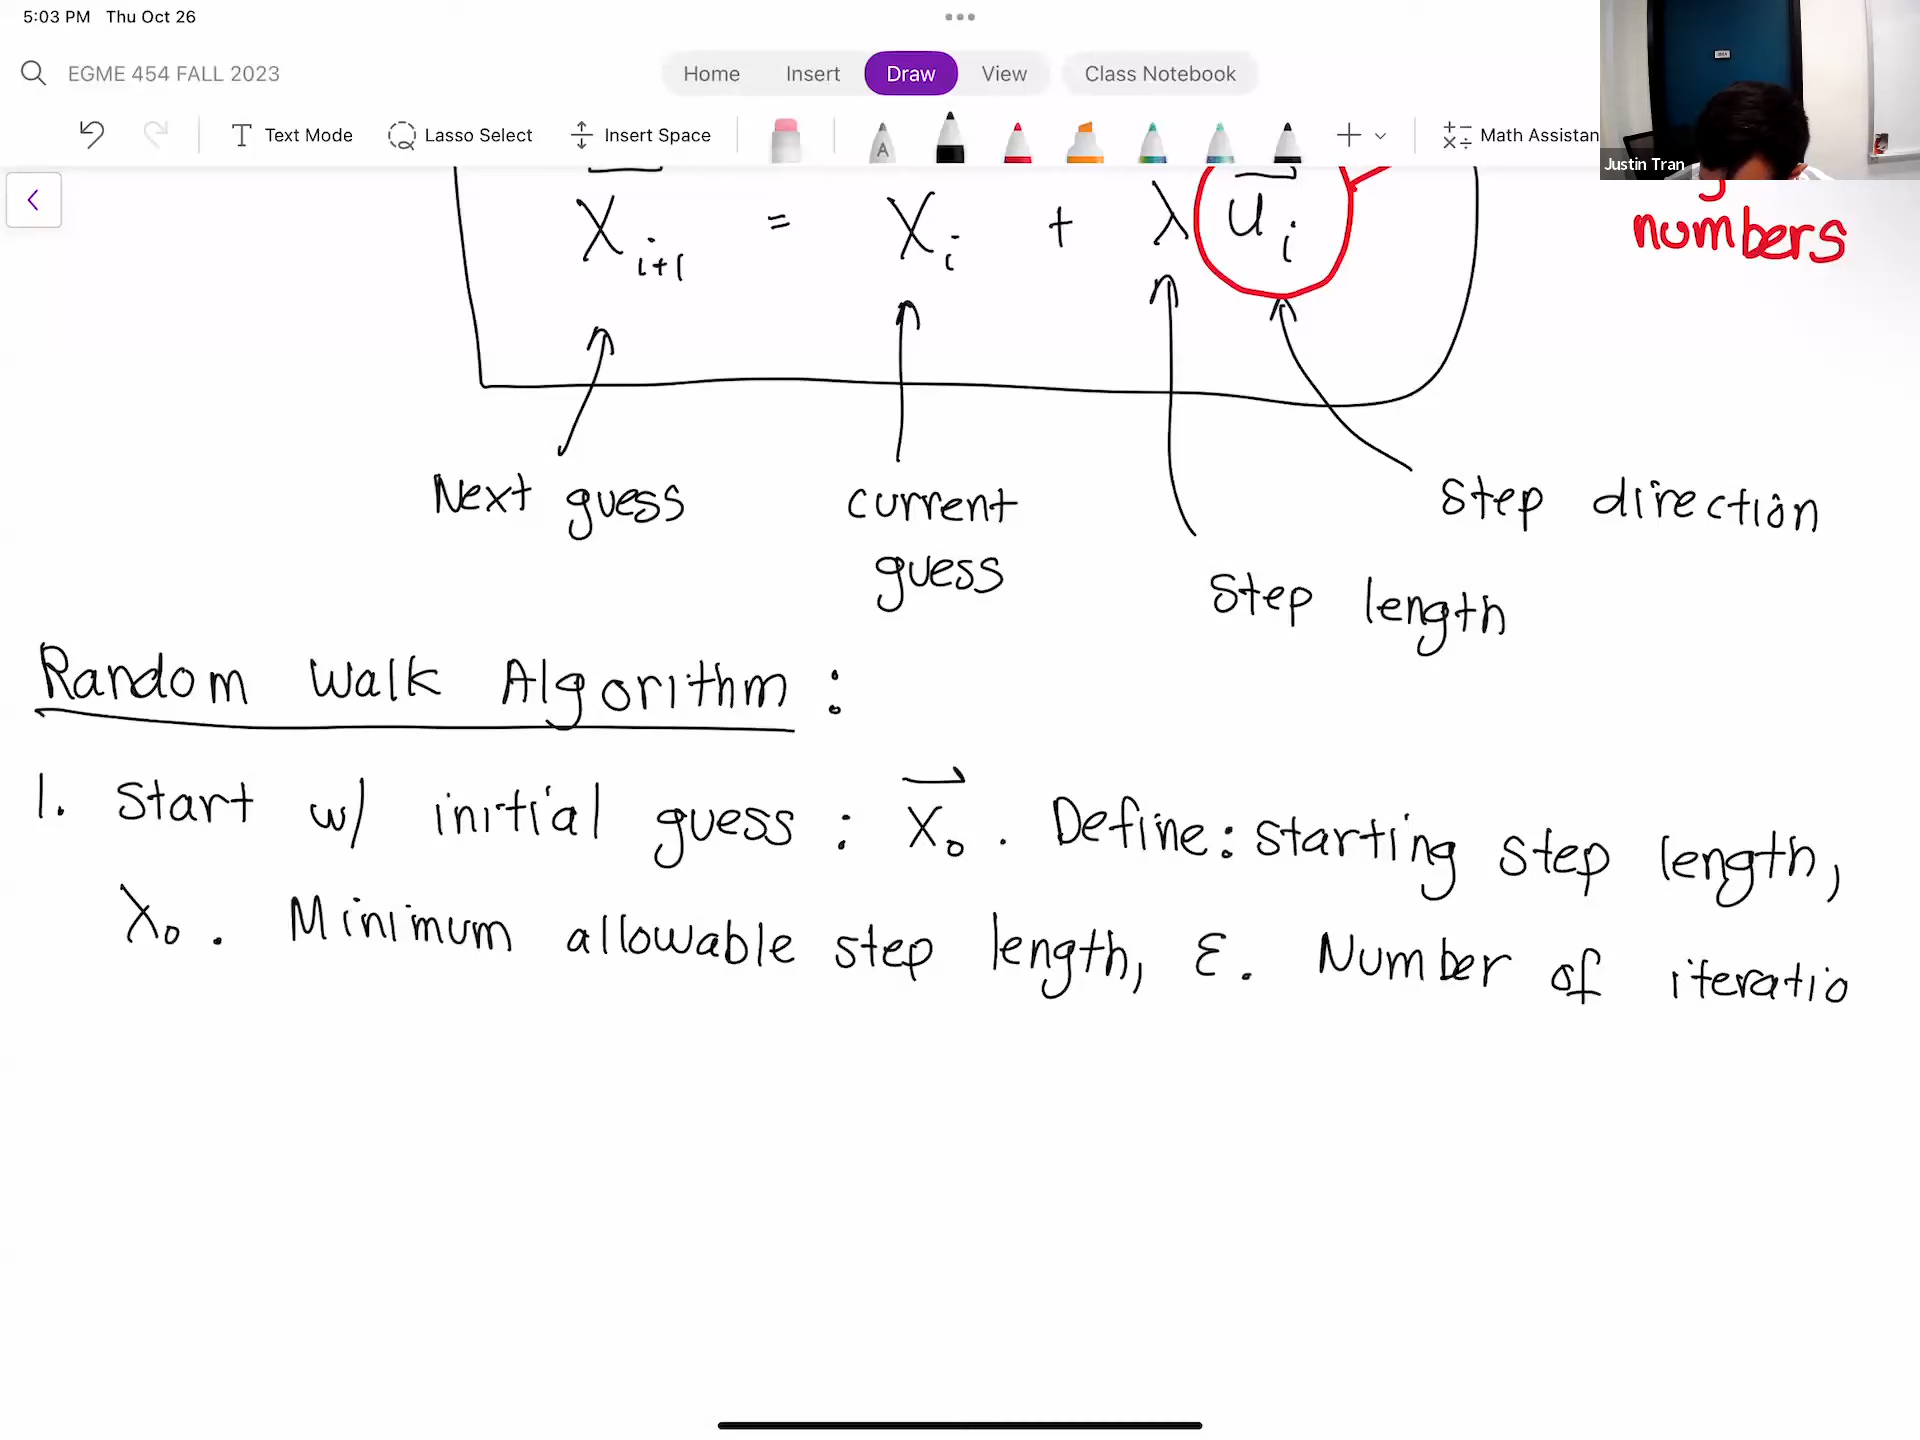 5:03 PM Thu Oct 26
EGME 454 FALL 2023
Home Insert Draw View Class Notebook
Text Mode Lasso Select Insert Space Math Assistan
Justin Tran
numbers
X i+1 = X i + λ u i
Next guess
current guess
step length
step direction
Random Walk Algorithm :
1. Start w/ initial guess : X₀ . Define: starting step length,
λ₀ . Minimum allowable step length, ε. Number of iteratio